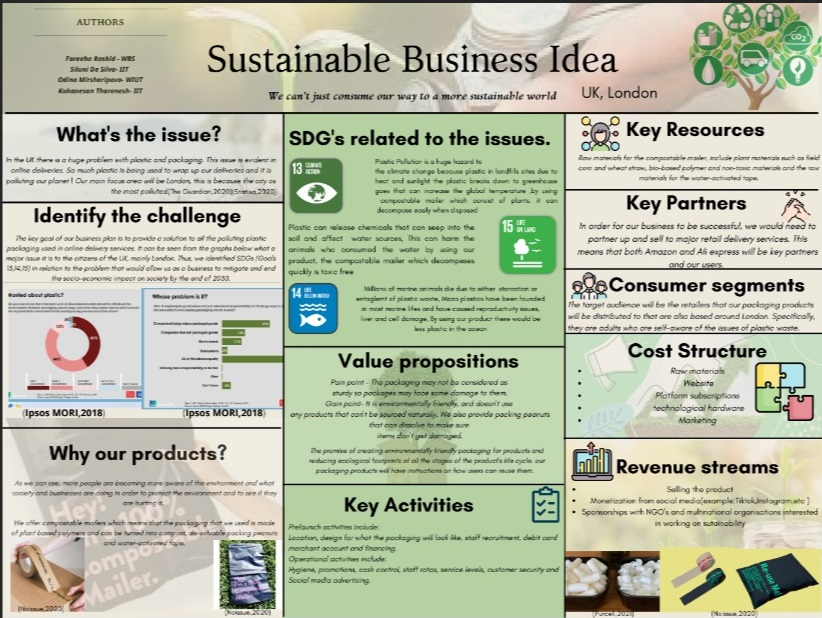 AUTHORS
Fareeha Rashid- WBS
Siluni De Silva- IIT
Odina Mirsharipova- WIUT
Kuhanesan Tharenesh- IIT
Sustainable Business Idea
We can't just consume our way to a more sustainable world
UK, London
What's the issue?
In the UK there is a huge problem with plastic and packaging. This issue is evident in
online deliveries. So much plastic is being used to wrap up our deliveries and it is
polluting our planet ! Our main focus area will be London, this is because the city as
the most polluted(The Guardian,2020)(Statiya,2020)
Identify the challenge
The key goal of our business plan is to provide a solution to all the polluting plastic
packaging used in online delivery services. It can be seen from the graphs below what a
major issue it is to the citizens of the UK, mainly London. Thus, we identified SDGs (Goals
13,14,15) in relation to the problem that would allow us as a business to mitigate and end
the socio-economic impact on society by the end of 2030.
Wanted about plastic?
Whose problem is it?
(Ipsos MORI,2018)
(Ipsos MORI,2018)
Why our products?
As we can see, more people are becoming more aware of the environment and what
society and businesses are doing in order to protect the environment and to see if they
are hurting it.
We offer compostable mailers which means that the packaging that we used is made
of plant based polymers and can be turned into compost, dis-solvable packing peanuts
and water-activated tape.
Hey:
Mailer.
(Noissue,2020)
(Noissue,2020)
SDG's related to the issues.
13 CLIMATE ACTION
Plastic Pollution is a huge hazard to
the climate change because plastic in landfills sites due to
heat and sunlight the plastic breaks down to greenhouse
goes that can increase the global temperature ,by using
compostable mailer which consist of plants, it can
decompose easily when disposed
Plastic can release chemicals that can seep into the
soil and affect water sources, This can harm the
animals who consumed the water by using our
product, the compostable mailer which decomposes
quickly is toxic free
15 LIFE ON LAND
14 LIFE BELOW WATER
Millions of marine animals die due to either starvation or
entaglent of plastic waste, Micro plastics have been founded
in most marine lifes and have caused reproductivity issues,
liver and cell damage, By using our product there would be
less plastic in the ocean
Value propositions
Pain point - The packaging may not be considered as
sturdy so packages may face some damage to them.
Gain point- It is environmentally friendly, and doesn't use
any products that can't be sourced naturally. We also provide packing peanuts
that can dissolve to make sure
items don't get damaged.
The promise of creating environmentally friendly packaging for products and
reducing ecological footprints at all the stages of the product's life cycle, our
packaging products will have instructions on how users can reuse them.
Key Activities
Prelaunch activities include:
Location, design for what the packaging will look like, staff recruitment, debit card
merchant account and financing.
Operational activities include:
Hygiene, promotions, cash control, staff rotas, service levels, customer security and
Social media advertising.
CO2
Key Resources
Raw materials for the compostable mailer, include plant materials such as field
corn and wheat straw, bio-based polymer and non-toxic materials and the raw
materials for the water-activated tape.
Key Partners
In order for our business to be successful, we would need to
partner up and sell to major retail delivery services. This
means that both Amazon and Ali express will be key partners
and our users.
Consumer segments
The target audience will be the retailers that our packaging products
will be distributed to that are also based around London. Specifically,
they are adults who are self-aware of the issues of plastic waste.
Cost Structure
Raw materials
Website
Platform subscriptions
technological hardware
Marketing
Revenue streams
Selling the product
Monetization from social media(example:Tiktok,Instagram,etc )
Sponsorships with NGO's and multinational organisations interested
in working on sutainability
Re-use Me!
(Purcell,2021)
(Noissue,2020)